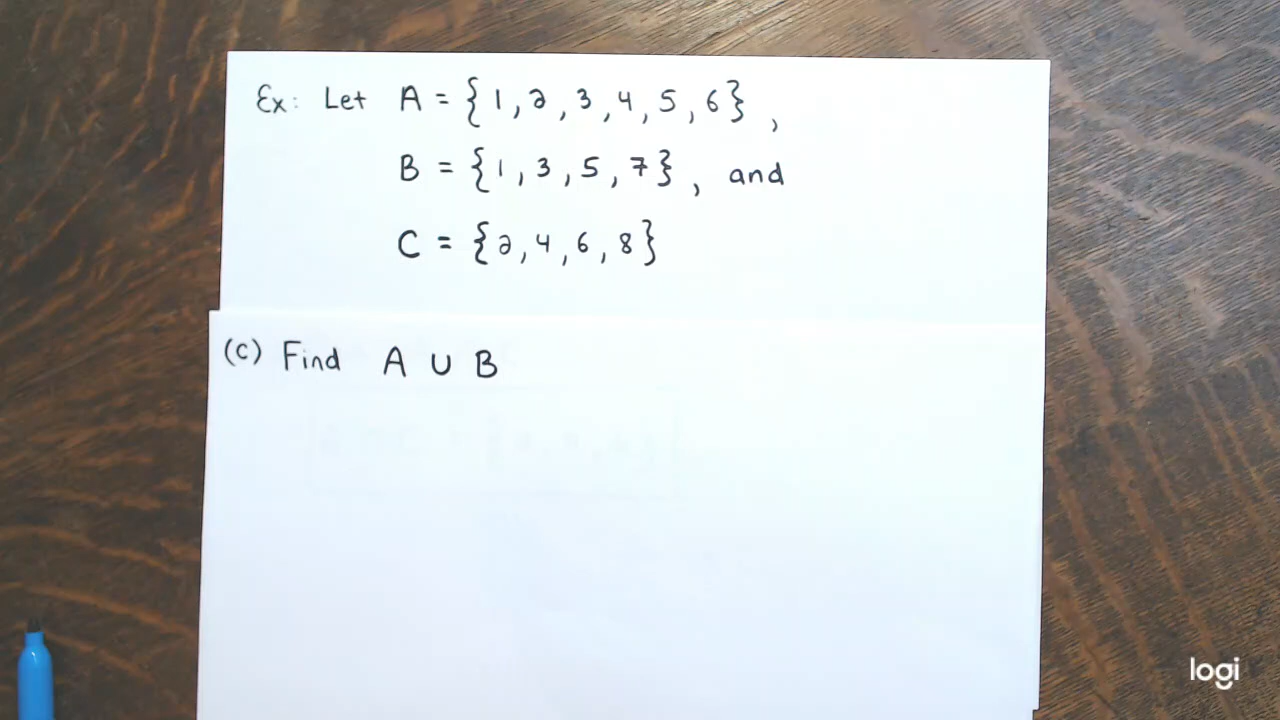 Ex: Let A = {1, 2, 3, 4, 5, 6},
B = {1, 3, 5, 7}, and
C = {2, 4, 6, 8}
(c) Find A ∪ B
logi